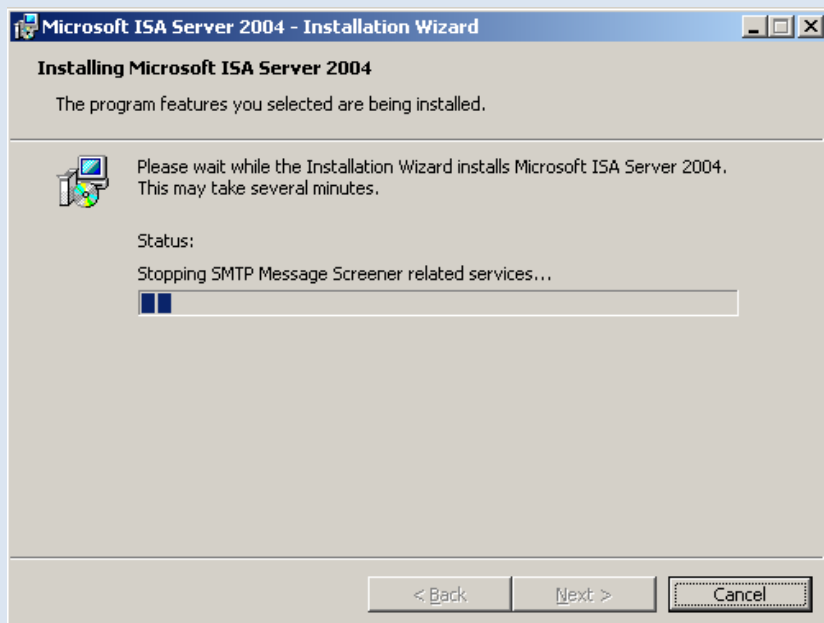 Microsoft ISA Server 2004 - Installation Wizard
Installing Microsoft ISA Server 2004
The program features you selected are being installed.
Please wait while the Installation Wizard installs Microsoft ISA Server 2004.
This may take several minutes.
Status:
Stopping SMTP Message Screener related services...
< Back Next > Cancel